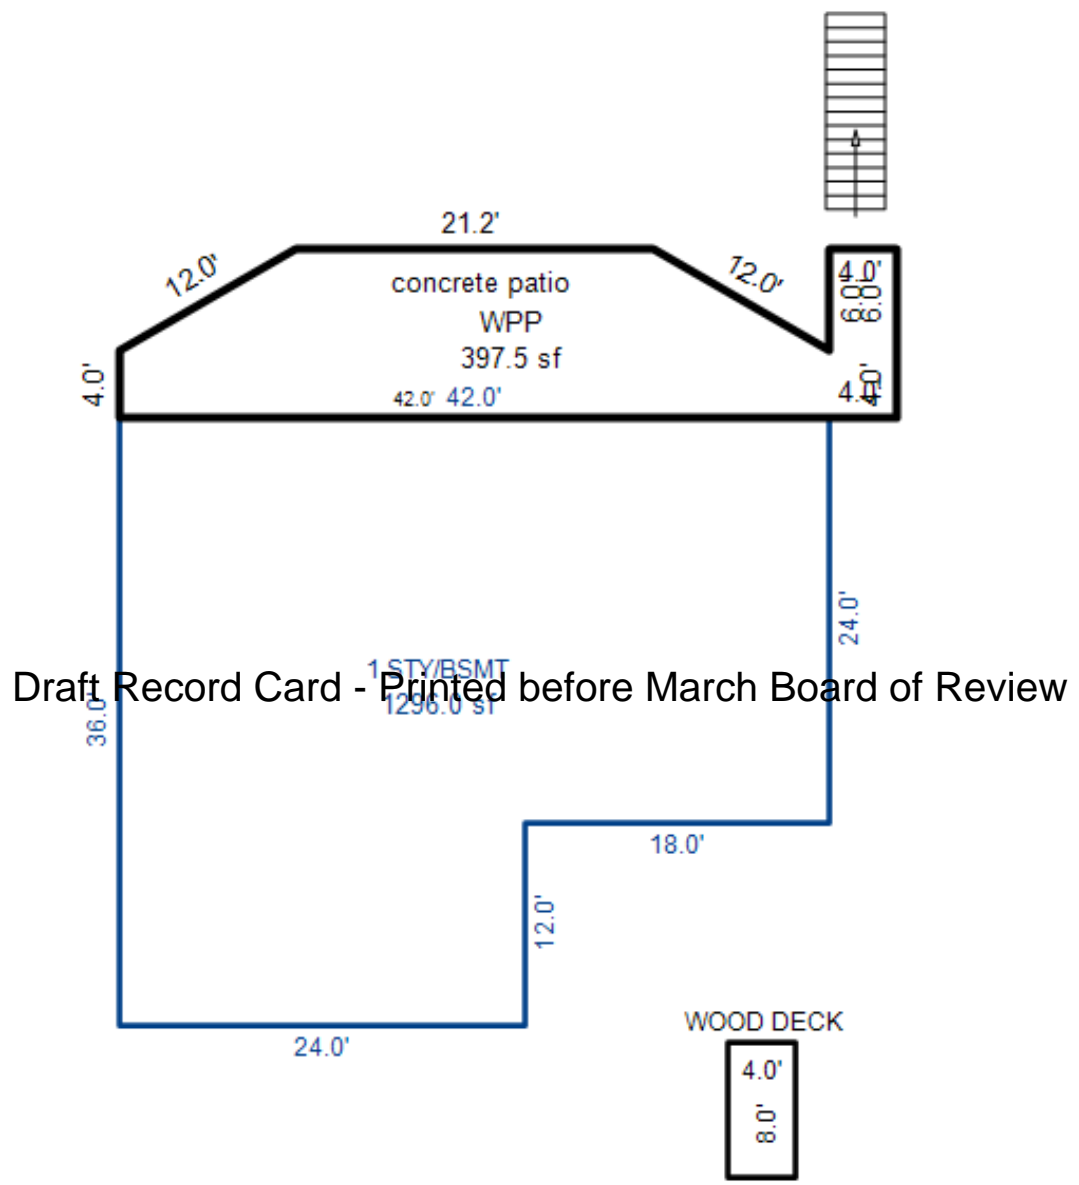 21.2'
12.0'
12.0'
concrete patio
WPP
397.5 sf
4.0'
6.0'
6.0'
4.0'
42.0' 42.0'
4.0'
4.0'
24.0'
1 STY/BSMT
1296.0 sf
Draft Record Card - Printed before March Board of Review
36.0'
18.0'
12.0'
24.0'
WOOD DECK
4.0'
8.0'